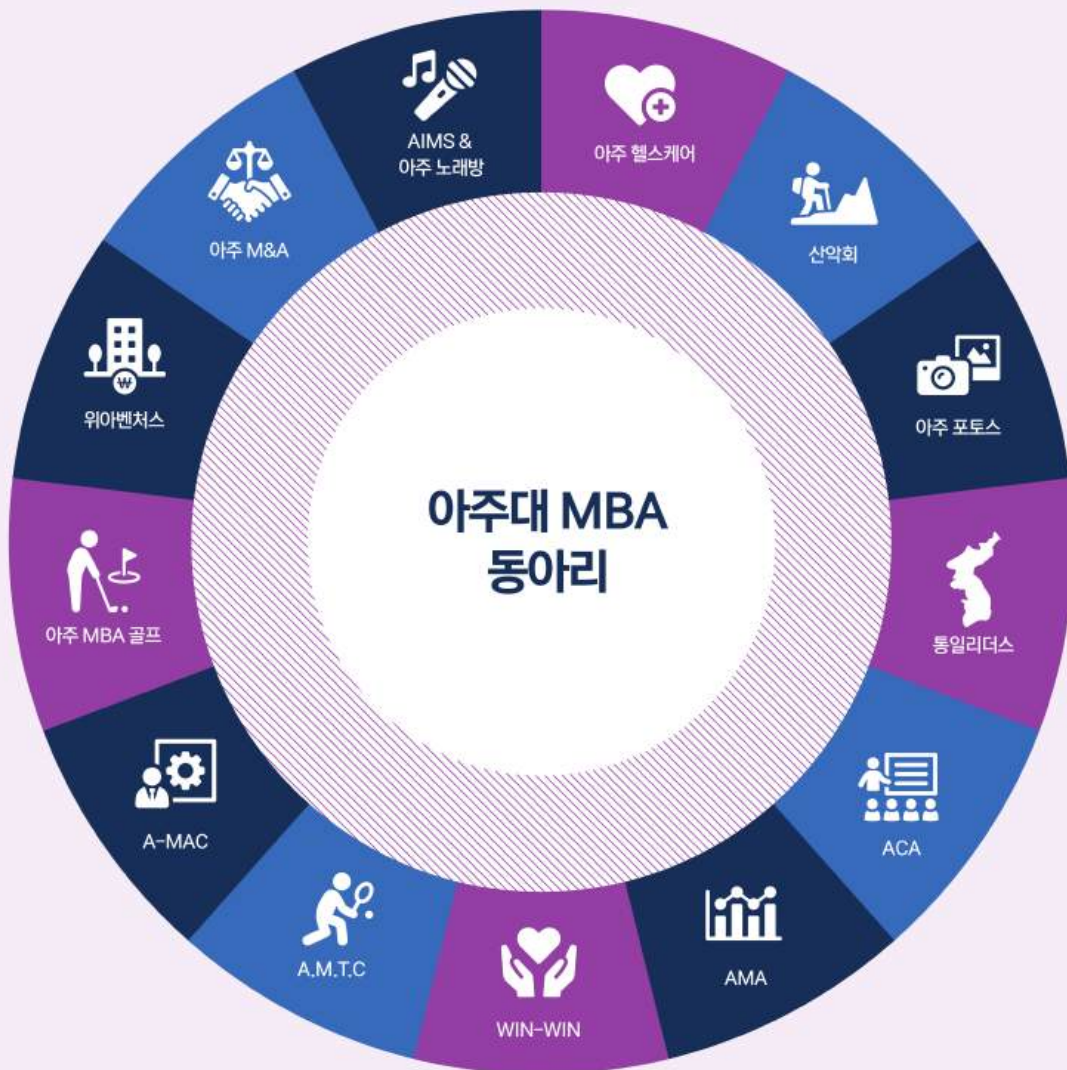 아주대 MBA
동아리
아주 헬스케어
산악회
아주 포토스
통일리더스
ACA
AMA
WIN-WIN
A.M.T.C
A-MAC
아주 MBA 골프
위아벤처스
₩
아주 M&A
AIMS &
아주 노래방